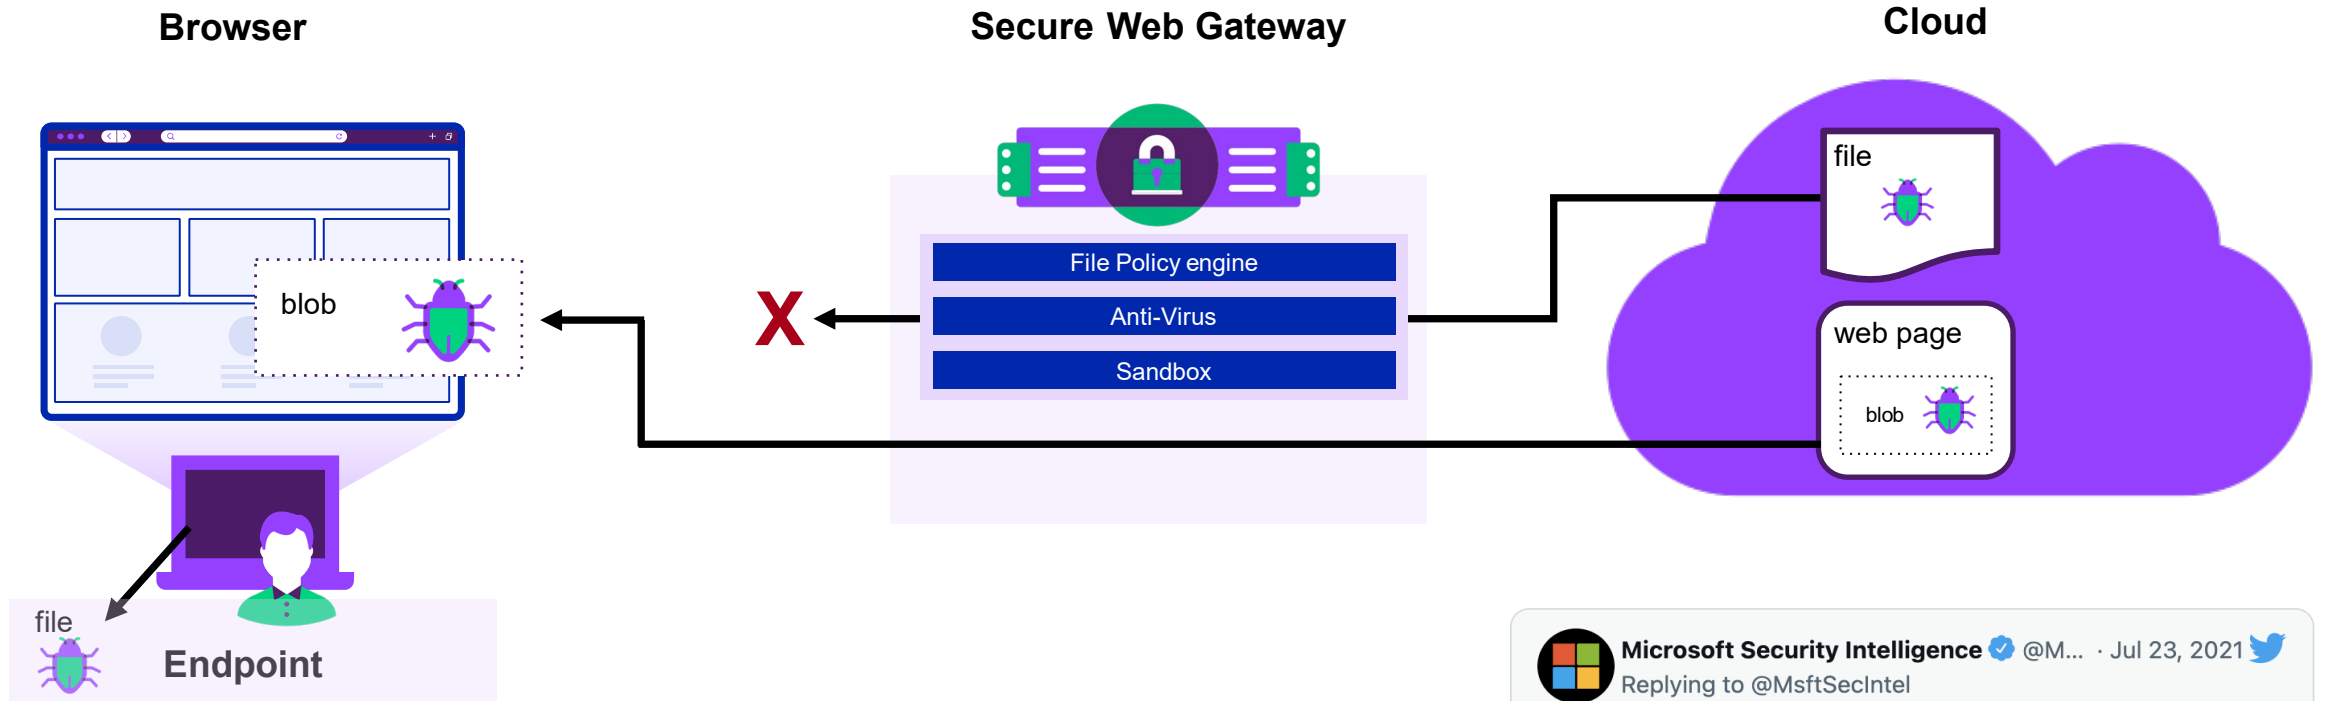 Browser
Secure Web Gateway
Cloud
file
File Policy engine
blob
Anti-Virus
X
web page
Sandbox
blob
file
Endpoint
Microsoft Security Intelligence @M... · Jul 23, 2021
Replying to @MsftSecIntel